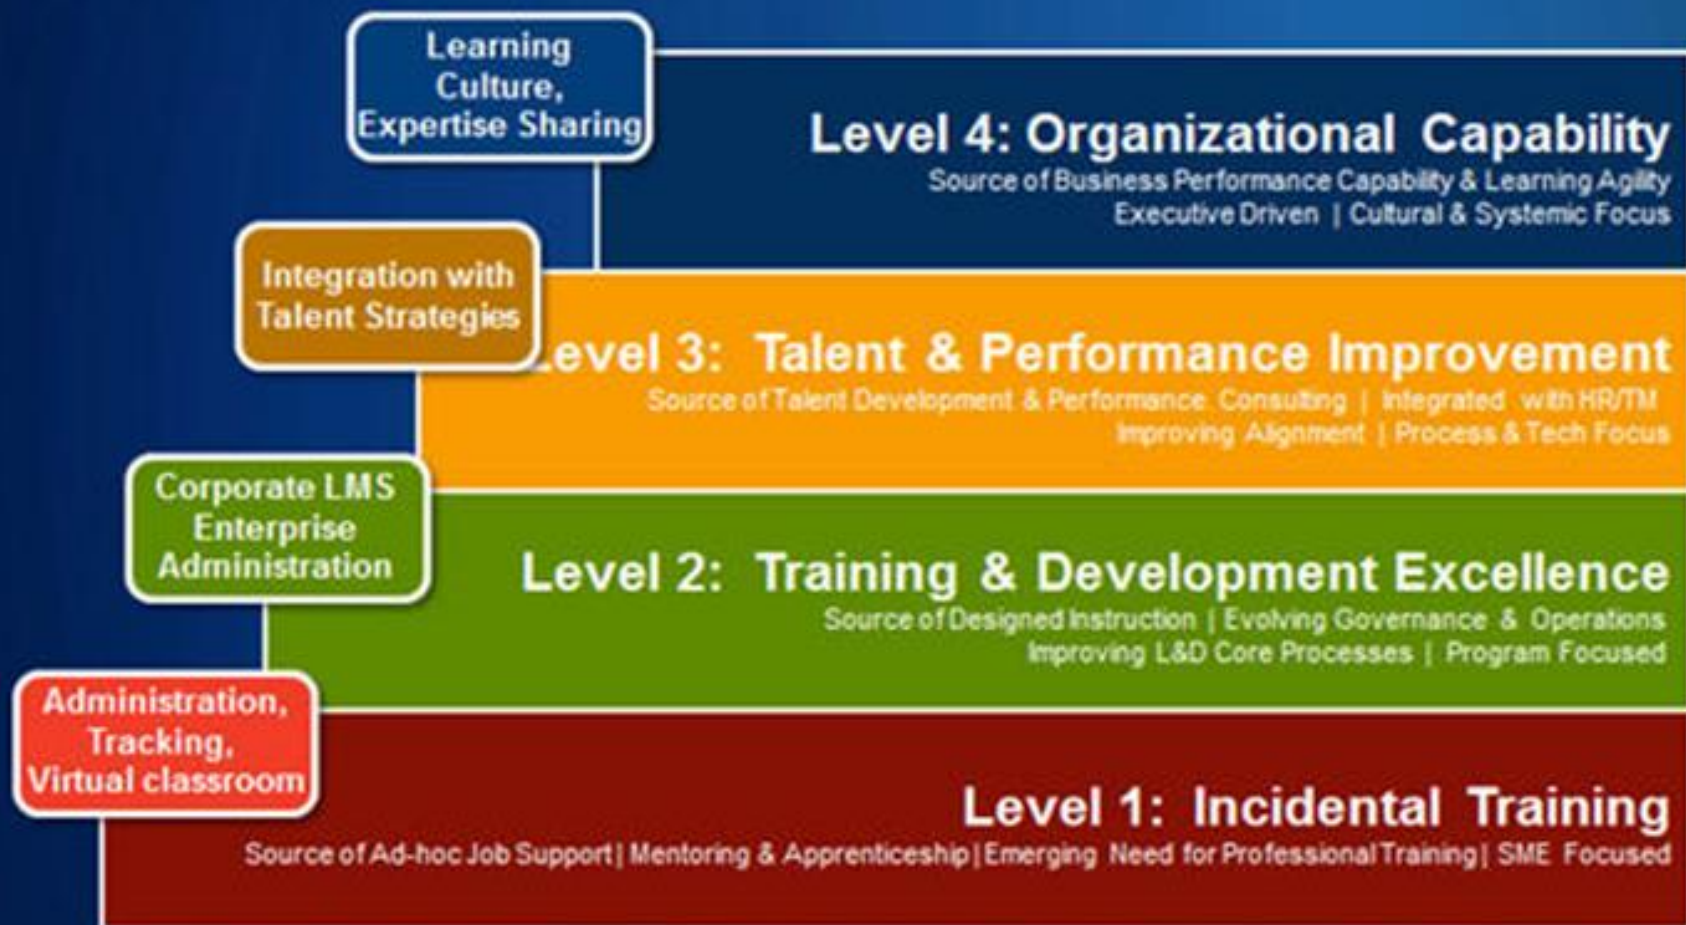 Learning
Culture,
Expertise Sharing
Level 4: Organizational Capability
Source of Business Performance Capability & Learning Agility
Executive Driven | Cultural & Systemic Focus
Integration with
Talent Strategies
evel 3: Talent & Performance Improvement
Source of Talent Development & Performance Consulting | Integrated with HR/TM
Improving Alignment | Process & Tech Focus
Corporate LMS
Enterprise
Administration
Level 2: Training & Development Excellence
Source of Designed Instruction | Evolving Governance & Operations
Improving L&D Core Processes | Program Focused
Administration,
Tracking,
Virtual classroom
Level 1: Incidental Training
Source of Ad-hoc Job Support| Mentoring & Apprenticeship|Emerging Need for Professional Training| SME Focused